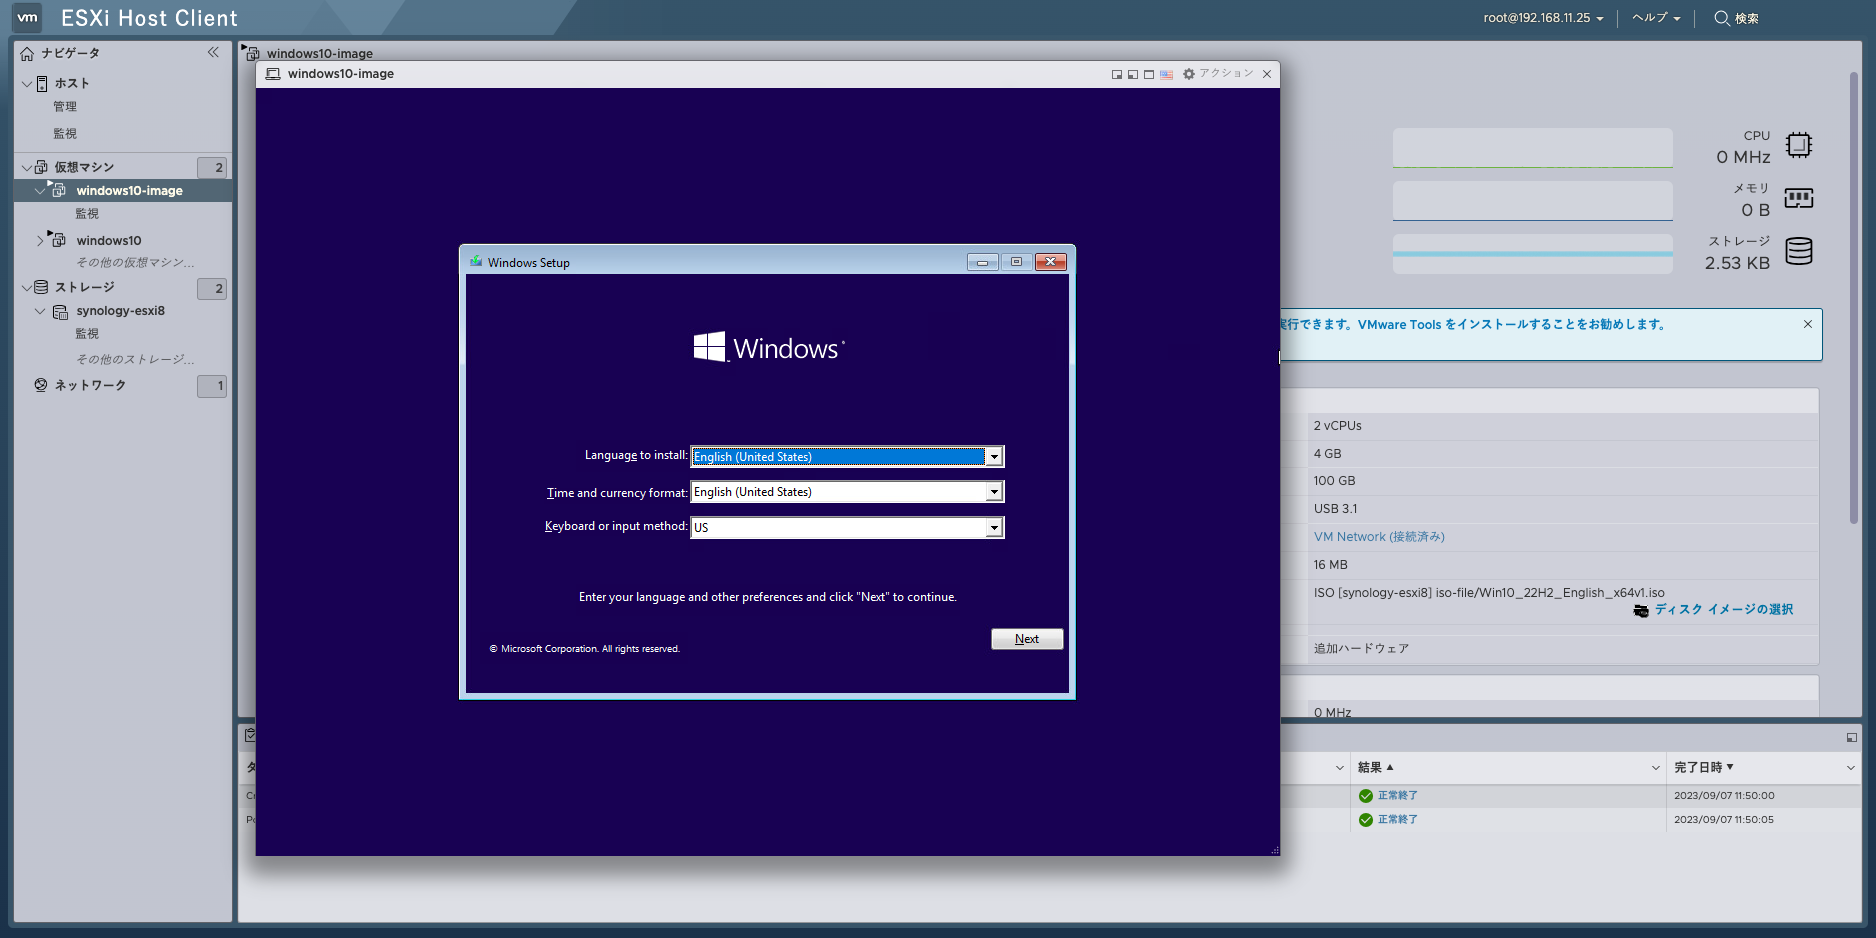 vm ESXi Host Client
root@192.168.11.25
ヘルプ
検索
ナビゲータ
ホスト
管理
監視
仮想マシン 2
windows10-image
監視
windows10
その他の仮想マシン...
ストレージ 2
synology-esxi8
監視
その他のストレージ...
ネットワーク 1
windows10-image
windows10-image
アクション
Windows Setup
Windows
Language to install: English (United States)
Time and currency format: English (United States)
Keyboard or input method: US
Enter your language and other preferences and click "Next" to continue.
Next
© Microsoft Corporation. All rights reserved.
CPU
0 MHz
メモリ
0 B
ストレージ
2.53 KB
実行できます。VMware Tools をインストールすることをお勧めします。
2 vCPUs
4 GB
100 GB
USB 3.1
VM Network (接続済み)
16 MB
ISO [synology-esxi8] iso-file/Win10_22H2_English_x64v1.iso
ディスク イメージの選択
追加ハードウェア
0 MHz
結果 ▲ 完了日時 ▼
正常終了 2023/09/07 11:50:00
正常終了 2023/09/07 11:50:05